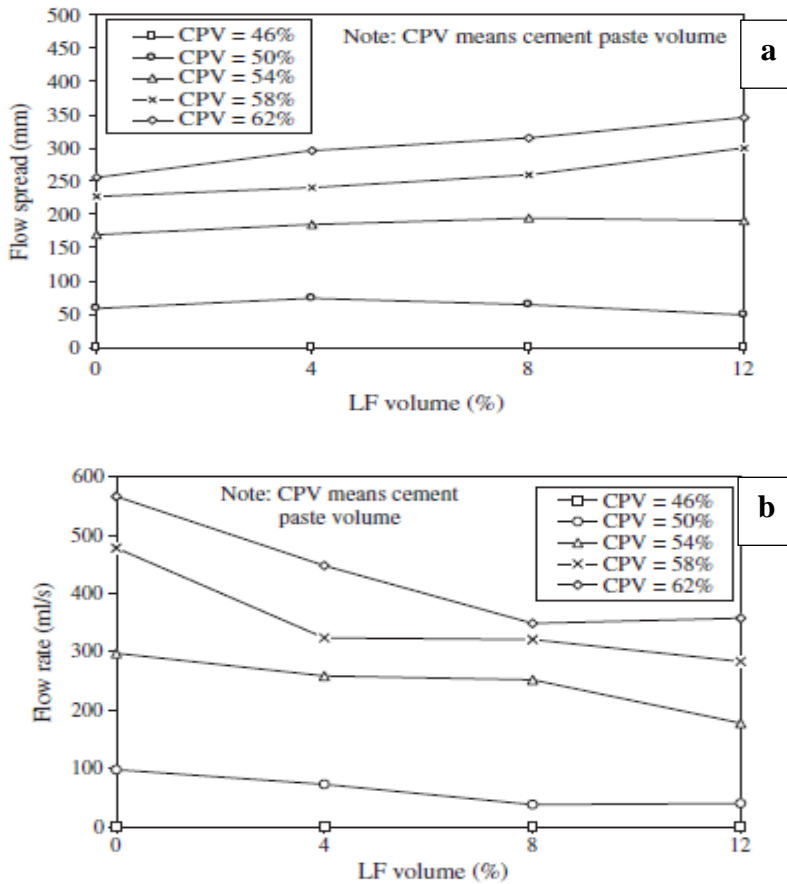 500
450
400
350
300
250
200
150
100
50
0
Flow spread (mm)
CPV = 46%
CPV = 50%
CPV = 54%
CPV = 58%
CPV = 62%
Note: CPV means cement paste volume
a
0
4
8
12
LF volume (%)
600
500
400
300
200
100
0
Flow rate (ml/s)
Note: CPV means cement
paste volume
CPV = 46%
CPV = 50%
CPV = 54%
CPV = 58%
CPV = 62%
b
0
4
8
12
LF volume (%)